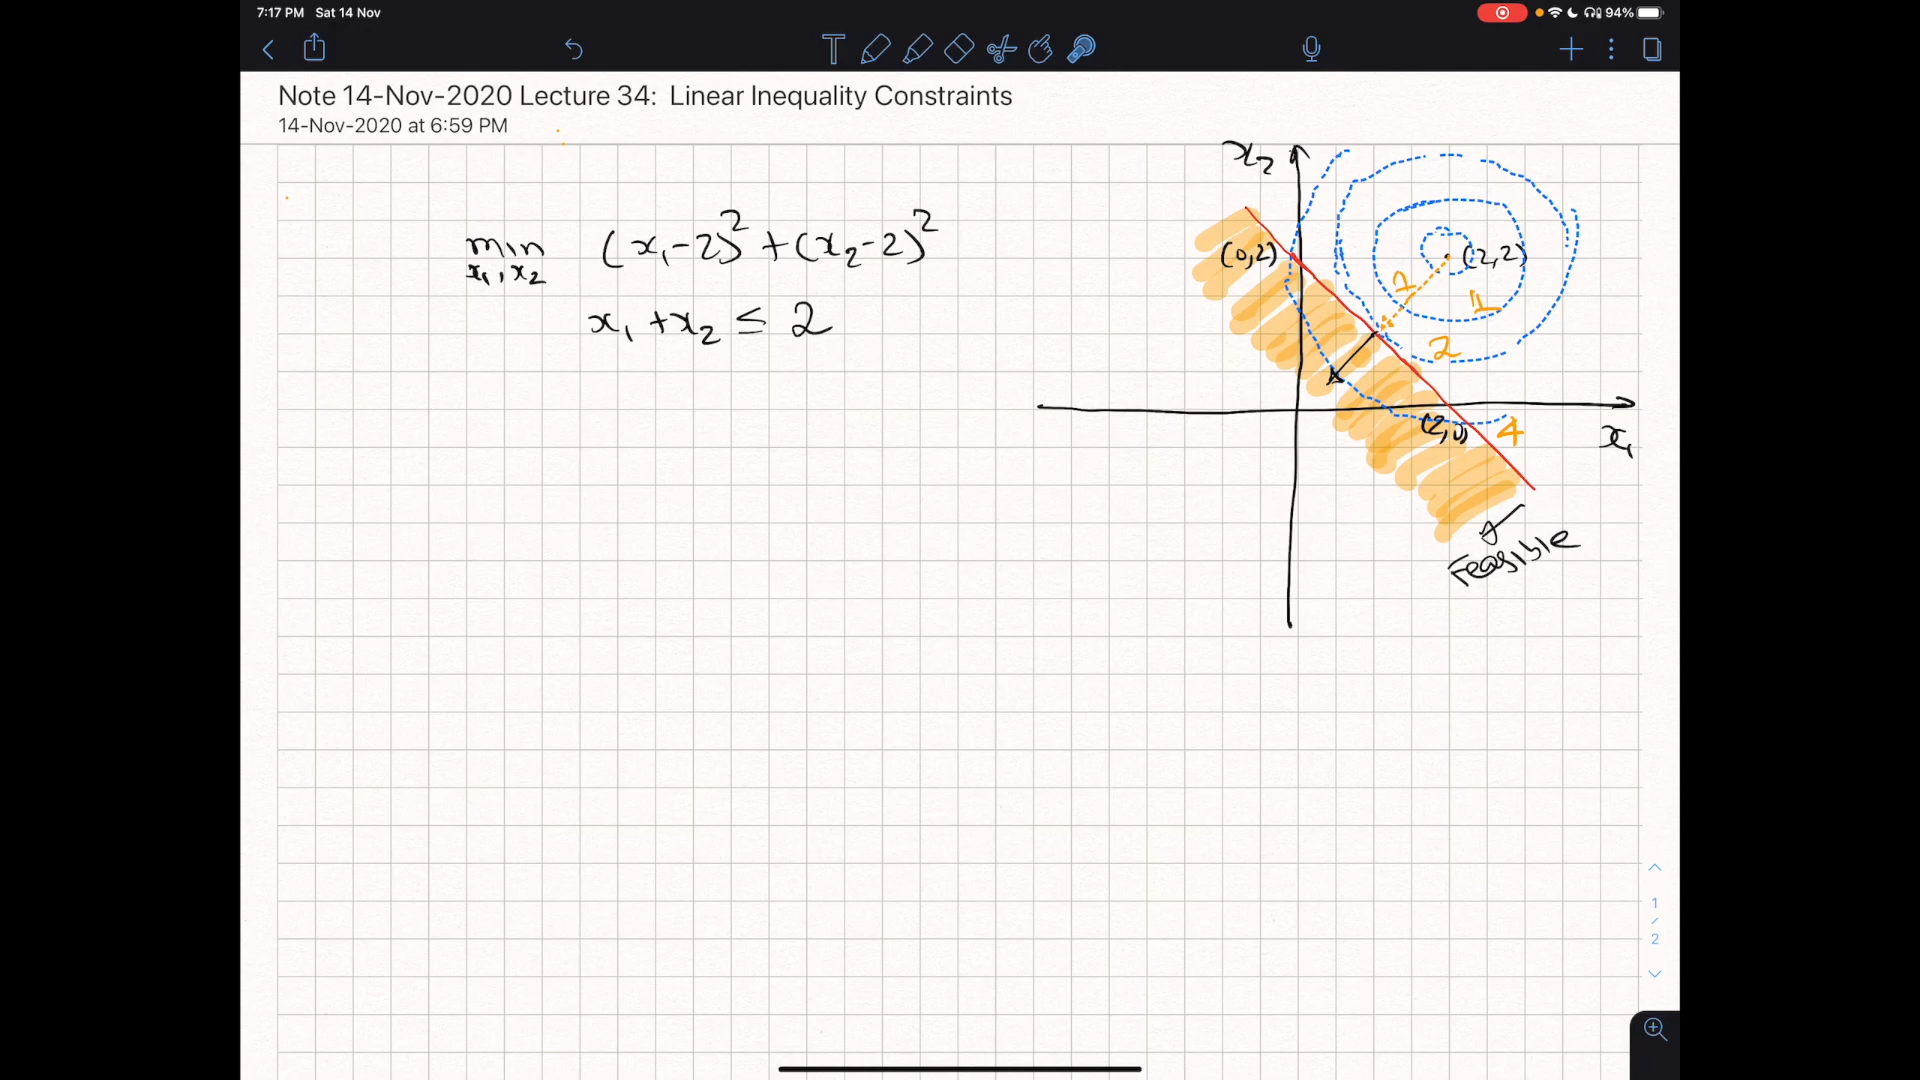 7:17 PM Sat 14 Nov
94%
Note 14-Nov-2020 Lecture 34: Linear Inequality Constraints
14-Nov-2020 at 6:59 PM
min (x₁-2)² + (x₂-2)²
x₁, x₂
x₁ + x₂ ≤ 2
x₂
(0,2)
(2,2)
1
2
4
(2,0)
x₁
Feasible
1
/
2